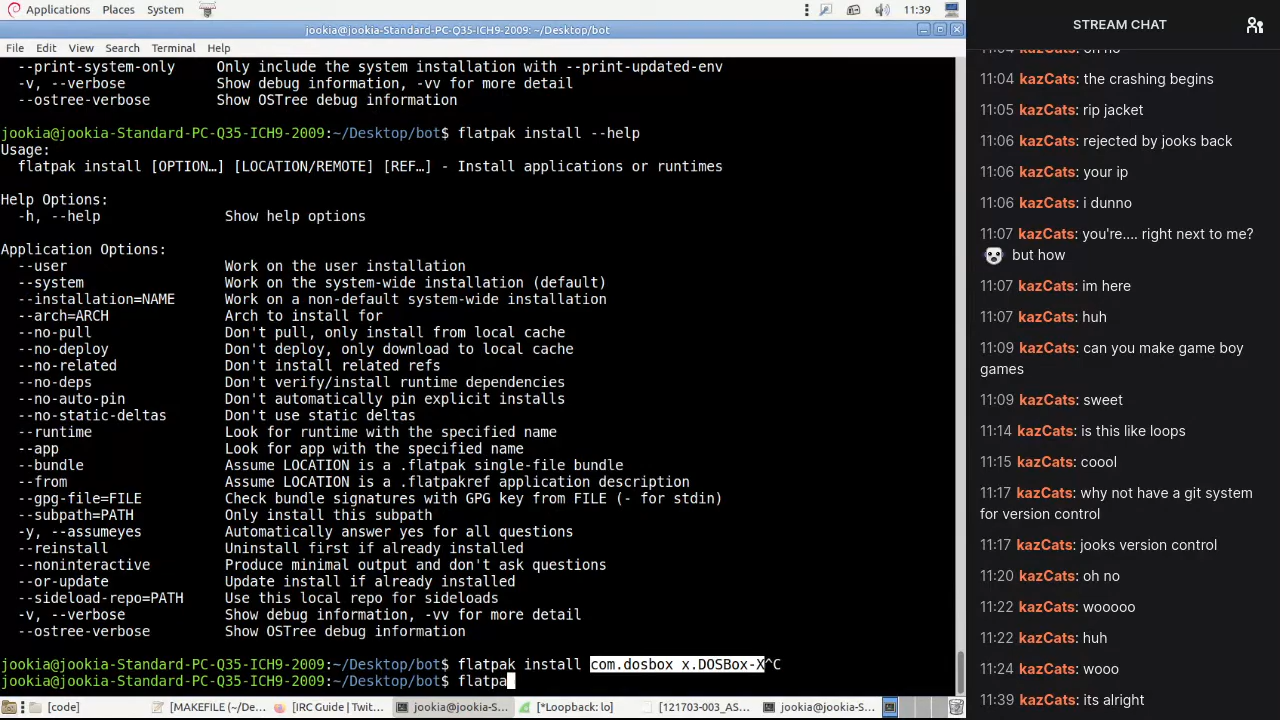 Applications Places System 11:39
jookia@jookia-Standard-PC-Q35-ICH9-2009: ~/Desktop/bot
File Edit View Search Terminal Help
--print-system-only Only include the system installation with --print-updated-env
-v, --verbose Show debug information, -vv for more detail
--ostree-verbose Show OSTree debug information
jookia@jookia-Standard-PC-Q35-ICH9-2009:~/Desktop/bot$ flatpak install --help
Usage:
flatpak install [OPTION…] [LOCATION/REMOTE] [REF…] - Install applications or runtimes
Help Options:
-h, --help Show help options
Application Options:
--user Work on the user installation
--system Work on the system-wide installation (default)
--installation=NAME Work on a non-default system-wide installation
--arch=ARCH Arch to install for
--no-pull Don't pull, only install from local cache
--no-deploy Don't deploy, only download to local cache
--no-related Don't install related refs
--no-deps Don't verify/install runtime dependencies
--no-auto-pin Don't automatically pin explicit installs
--no-static-deltas Don't use static deltas
--runtime Look for runtime with the specified name
--app Look for app with the specified name
--bundle Assume LOCATION is a .flatpak single-file bundle
--from Assume LOCATION is a .flatpakref application description
--gpg-file=FILE Check bundle signatures with GPG key from FILE (- for stdin)
--subpath=PATH Only install this subpath
-y, --assumeyes Automatically answer yes for all questions
--reinstall Uninstall first if already installed
--noninteractive Produce minimal output and don't ask questions
--or-update Update install if already installed
--sideload-repo=PATH Use this local repo for sideloads
-v, --verbose Show debug information, -vv for more detail
--ostree-verbose Show OSTree debug information
jookia@jookia-Standard-PC-Q35-ICH9-2009:~/Desktop/bot$ flatpak install com.dosbox_x.DOSBox-X^C
jookia@jookia-Standard-PC-Q35-ICH9-2009:~/Desktop/bot$ flatpa
[code] [MAKEFILE (~/De... [IRC Guide | Twit... jookia@jookia-S... [*Loopback: lo] [121703-003_AS... jookia@jookia-S...
STREAM CHAT
11:04 kazCats: oh no
11:04 kazCats: the crashing begins
11:05 kazCats: rip jacket
11:06 kazCats: rejected by jooks back
11:06 kazCats: your ip
11:06 kazCats: i dunno
11:07 kazCats: you're.... right next to me?
but how
11:07 kazCats: im here
11:07 kazCats: huh
11:09 kazCats: can you make game boy
games
11:09 kazCats: sweet
11:14 kazCats: is this like loops
11:15 kazCats: coool
11:17 kazCats: why not have a git system
for version control
11:17 kazCats: jooks version control
11:20 kazCats: oh no
11:22 kazCats: wooooo
11:22 kazCats: huh
11:24 kazCats: wooo
11:39 kazCats: its alright